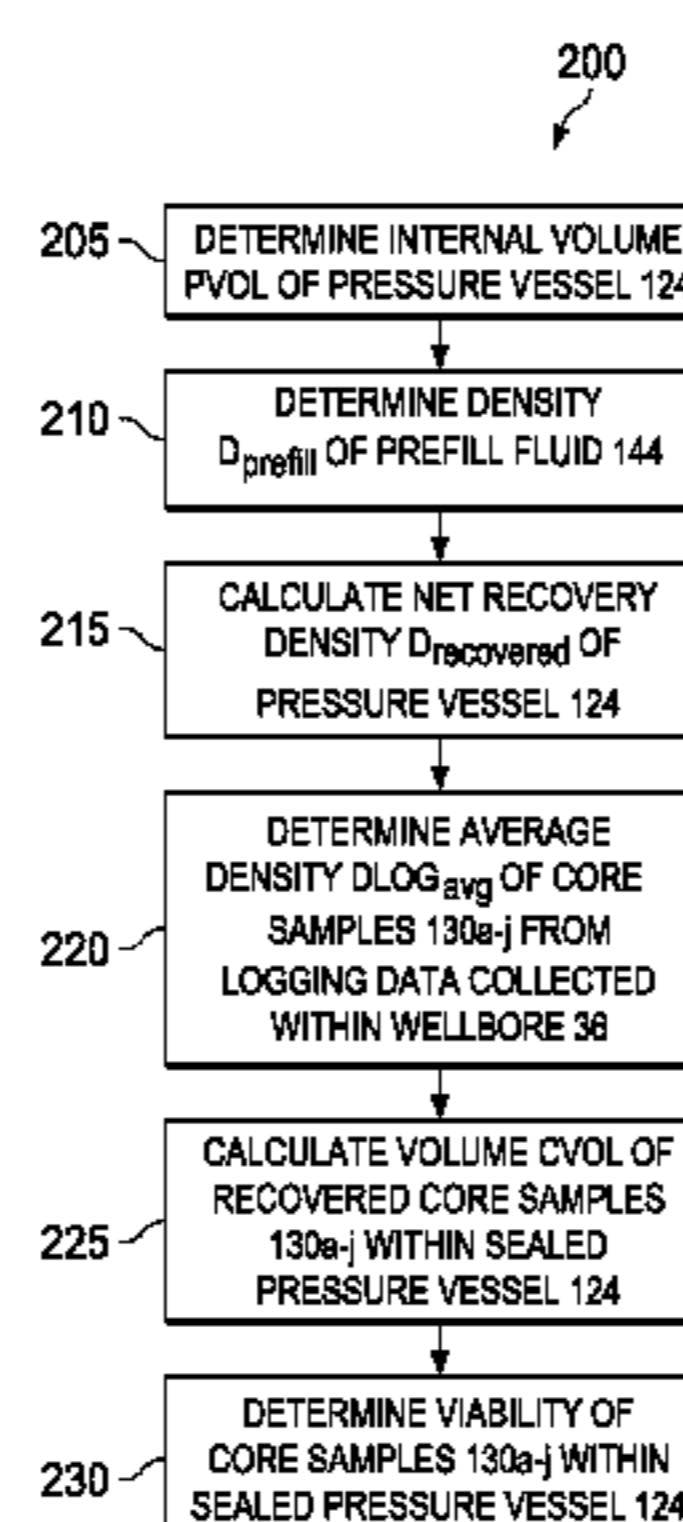 200
205
DETERMINE INTERNAL VOLUME
PVOL OF PRESSURE VESSEL 124
210
DETERMINE DENSITY
Dprefill OF PREFILL FLUID 144
215
CALCULATE NET RECOVERY
DENSITY Drecovered OF
PRESSURE VESSEL 124
220
DETERMINE AVERAGE
DENSITY DLOGavg OF CORE
SAMPLES 130a-j FROM
LOGGING DATA COLLECTED
WITHIN WELLBORE 36
225
CALCULATE VOLUME CVOL OF
RECOVERED CORE SAMPLES
130a-j WITHIN SEALED
PRESSURE VESSEL 124
230
DETERMINE VIABILITY OF
CORE SAMPLES 130a-j WITHIN
SEALED PRESSURE VESSEL 124